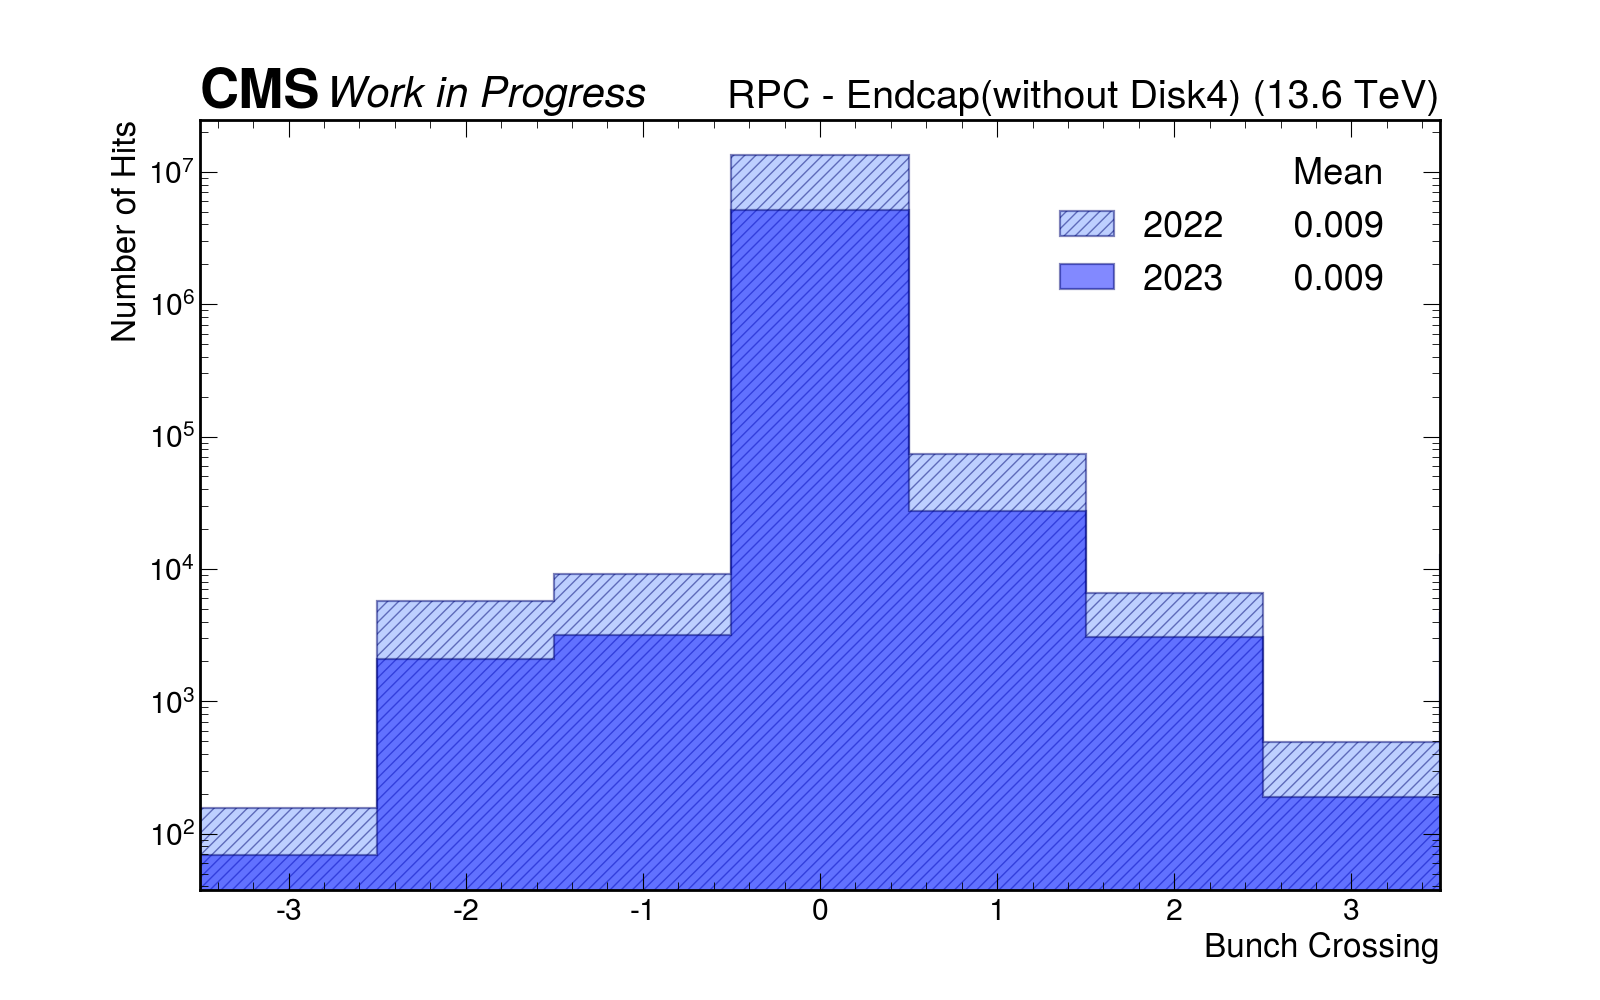 CMS Work in Progress RPC - Endcap(without Disk4) (13.6 TeV)
Number of Hits
10⁷
10⁶
10⁵
10⁴
10³
10²
Mean
2022 0.009
2023 0.009
-3 -2 -1 0 1 2 3
Bunch Crossing